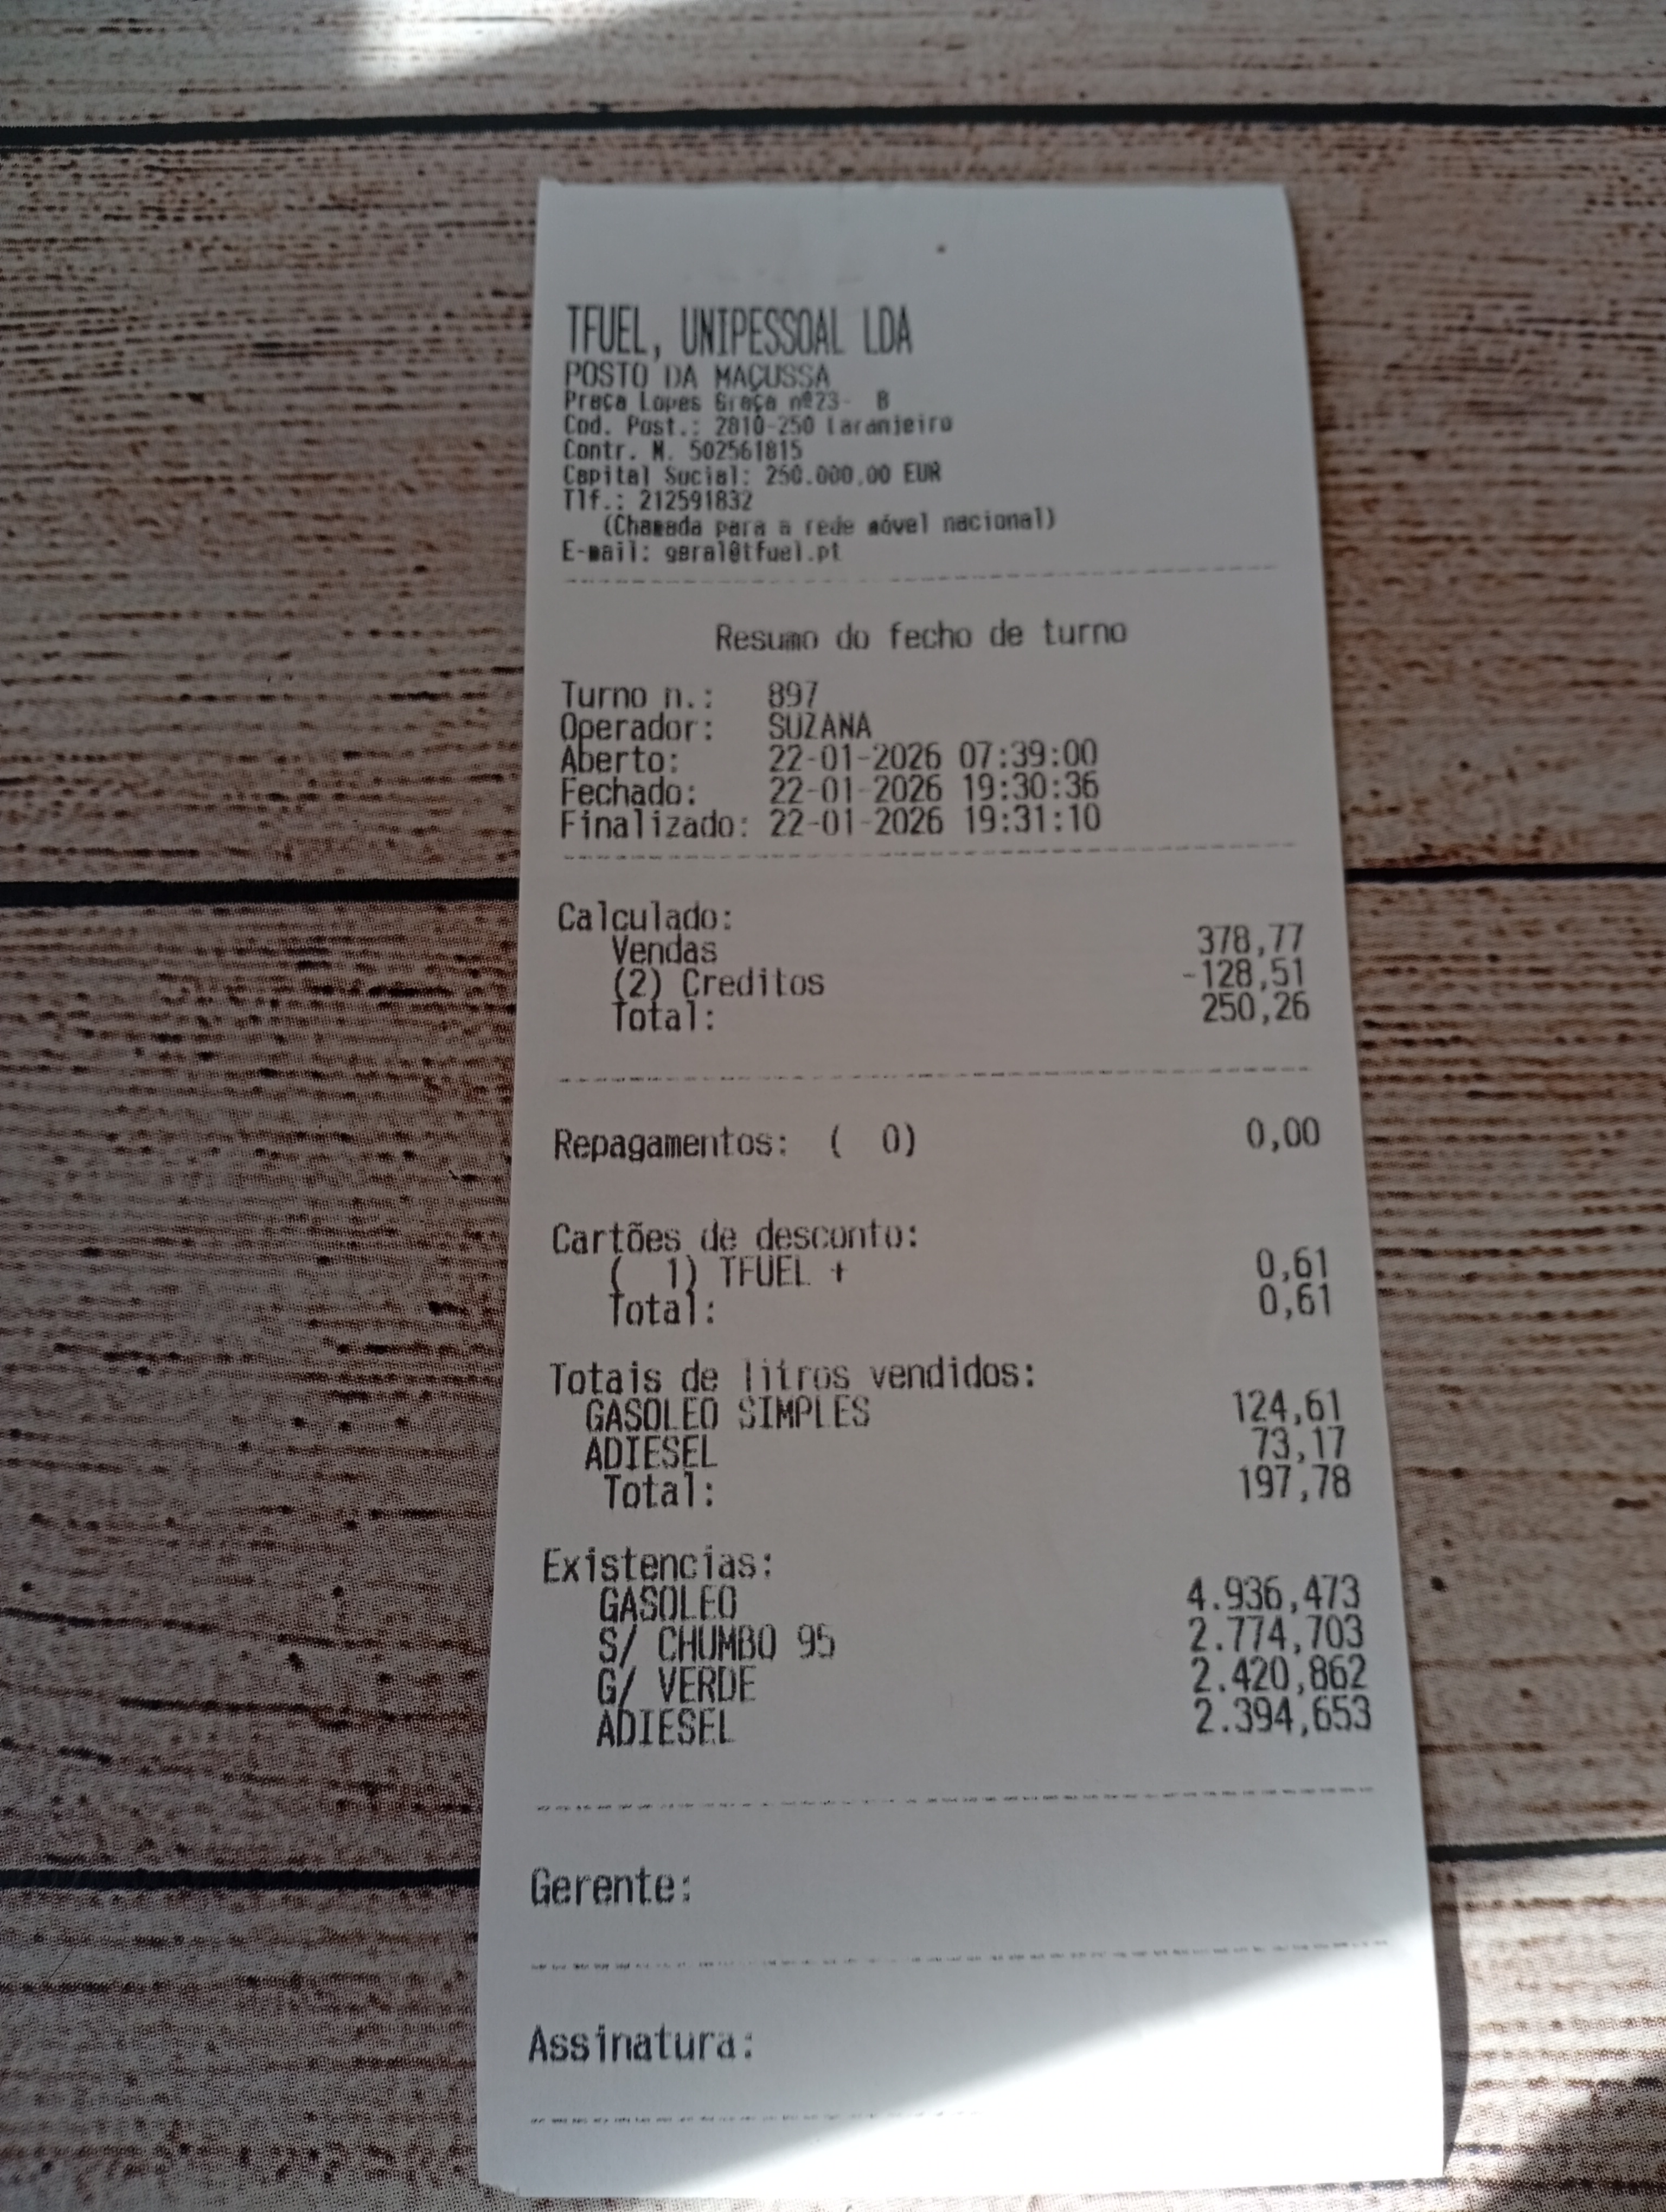 TFUEL, UNIPESSOAL LDA
POSTO DA MAÇUSSA
Praça Lopes Graça nº23- B
Cod. Post.: 2810-250 Laranjeiro
Contr. N. 502561815
Capital Social: 250.000,00 EUR
Tlf.: 212591832
(Chamada para a rede móvel nacional)
E-mail: geral@tfuel.pt
Resumo do fecho de turno
Turno n.: 897
Operador: SUZANA
Aberto: 22-01-2026 07:39:00
Fechado: 22-01-2026 19:30:36
Finalizado: 22-01-2026 19:31:10
Calculado:
Vendas 378,77
(2) Creditos -128,51
Total: 250,26
Repagamentos: ( 0) 0,00
Cartões de desconto:
( 1) TFUEL + 0,61
Total: 0,61
Totais de litros vendidos:
GASOLEO SIMPLES 124,61
ADIESEL 73,17
Total: 197,78
Existencias:
GASOLEO 4.936,473
S/ CHUMBO 95 2.774,703
G/ VERDE 2.420,862
ADIESEL 2.394,653
Gerente:
Assinatura: